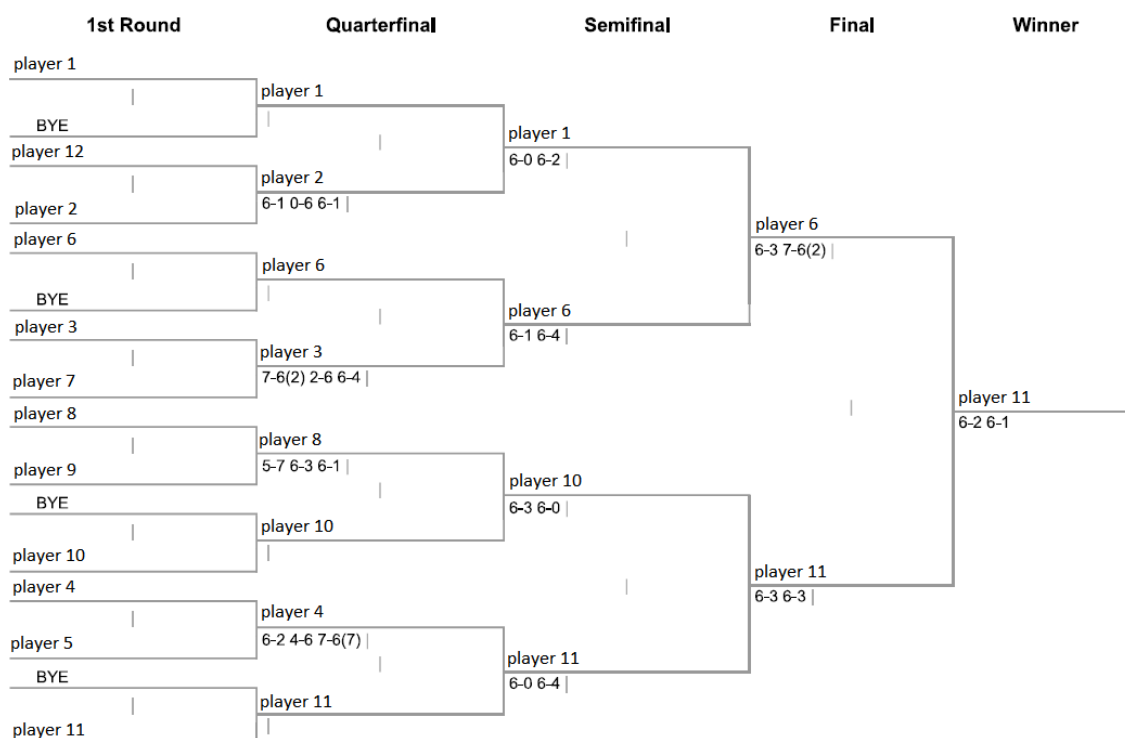 1st Round Quarterfinal Semifinal Final Winner
player 1
player 1
BYE
player 1
player 12
6-0 6-2
player 2
6-1 0-6 6-1
player 2
player 6
player 6
6-3 7-6(2)
player 6
BYE
player 6
player 3
6-1 6-4
player 3
7-6(2) 2-6 6-4
player 7
player 11
6-2 6-1
player 8
player 8
5-7 6-3 6-1
player 9
player 10
BYE
6-3 6-0
player 10
player 10
player 11
player 4
6-3 6-3
player 4
6-2 4-6 7-6(7)
player 5
player 11
BYE
6-0 6-4
player 11
player 11